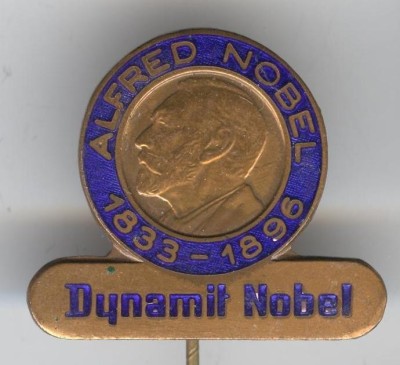 ALFRED NOBEL
1833-1896
Dynamit Nobel